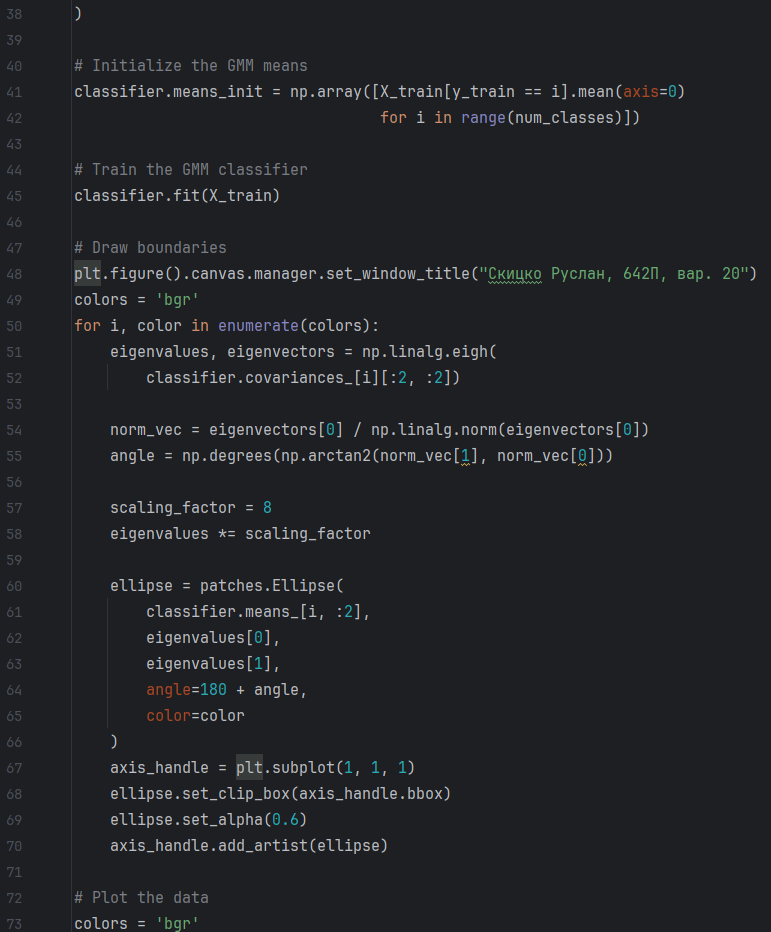 38 )
39
40 # Initialize the GMM means
41 classifier.means_init = np.array([X_train[y_train == i].mean(axis=0)
42                                   for i in range(num_classes)])
43
44 # Train the GMM classifier
45 classifier.fit(X_train)
46
47 # Draw boundaries
48 plt.figure().canvas.manager.set_window_title("Скицко Руслан, 642П, вар. 20")
49 colors = 'bgr'
50 for i, color in enumerate(colors):
51     eigenvalues, eigenvectors = np.linalg.eigh(
52         classifier.covariances_[i][:2, :2])
53
54     norm_vec = eigenvectors[0] / np.linalg.norm(eigenvectors[0])
55     angle = np.degrees(np.arctan2(norm_vec[1], norm_vec[0]))
56
57     scaling_factor = 8
58     eigenvalues *= scaling_factor
59
60     ellipse = patches.Ellipse(
61         classifier.means_[i, :2],
62         eigenvalues[0],
63         eigenvalues[1],
64         angle=180 + angle,
65         color=color
66     )
67     axis_handle = plt.subplot(1, 1, 1)
68     ellipse.set_clip_box(axis_handle.bbox)
69     ellipse.set_alpha(0.6)
70     axis_handle.add_artist(ellipse)
71
72 # Plot the data
73 colors = 'bgr'